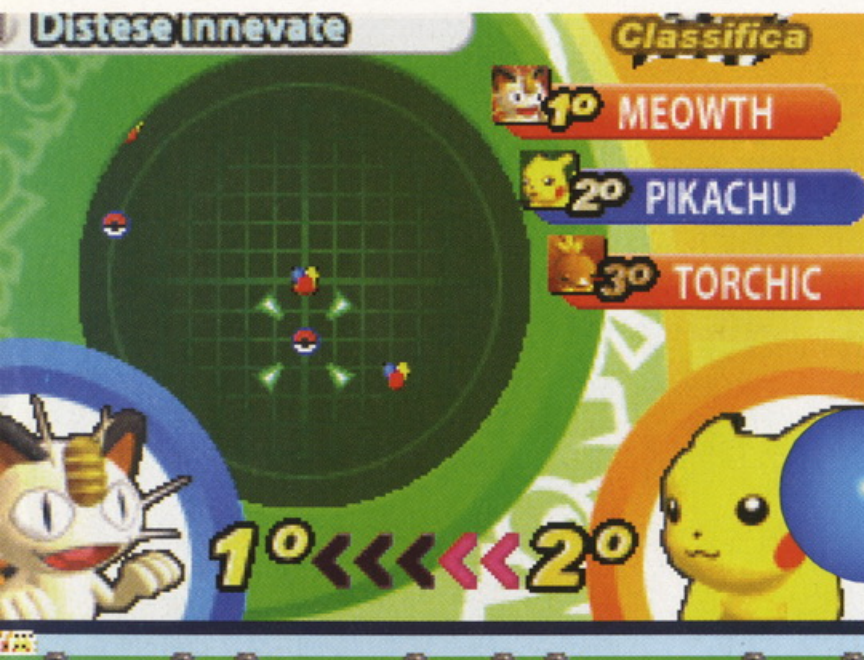 Distese innevate
Classifica
1º MEOWTH
2º PIKACHU
3º TORCHIC
1º <<<<< 2º